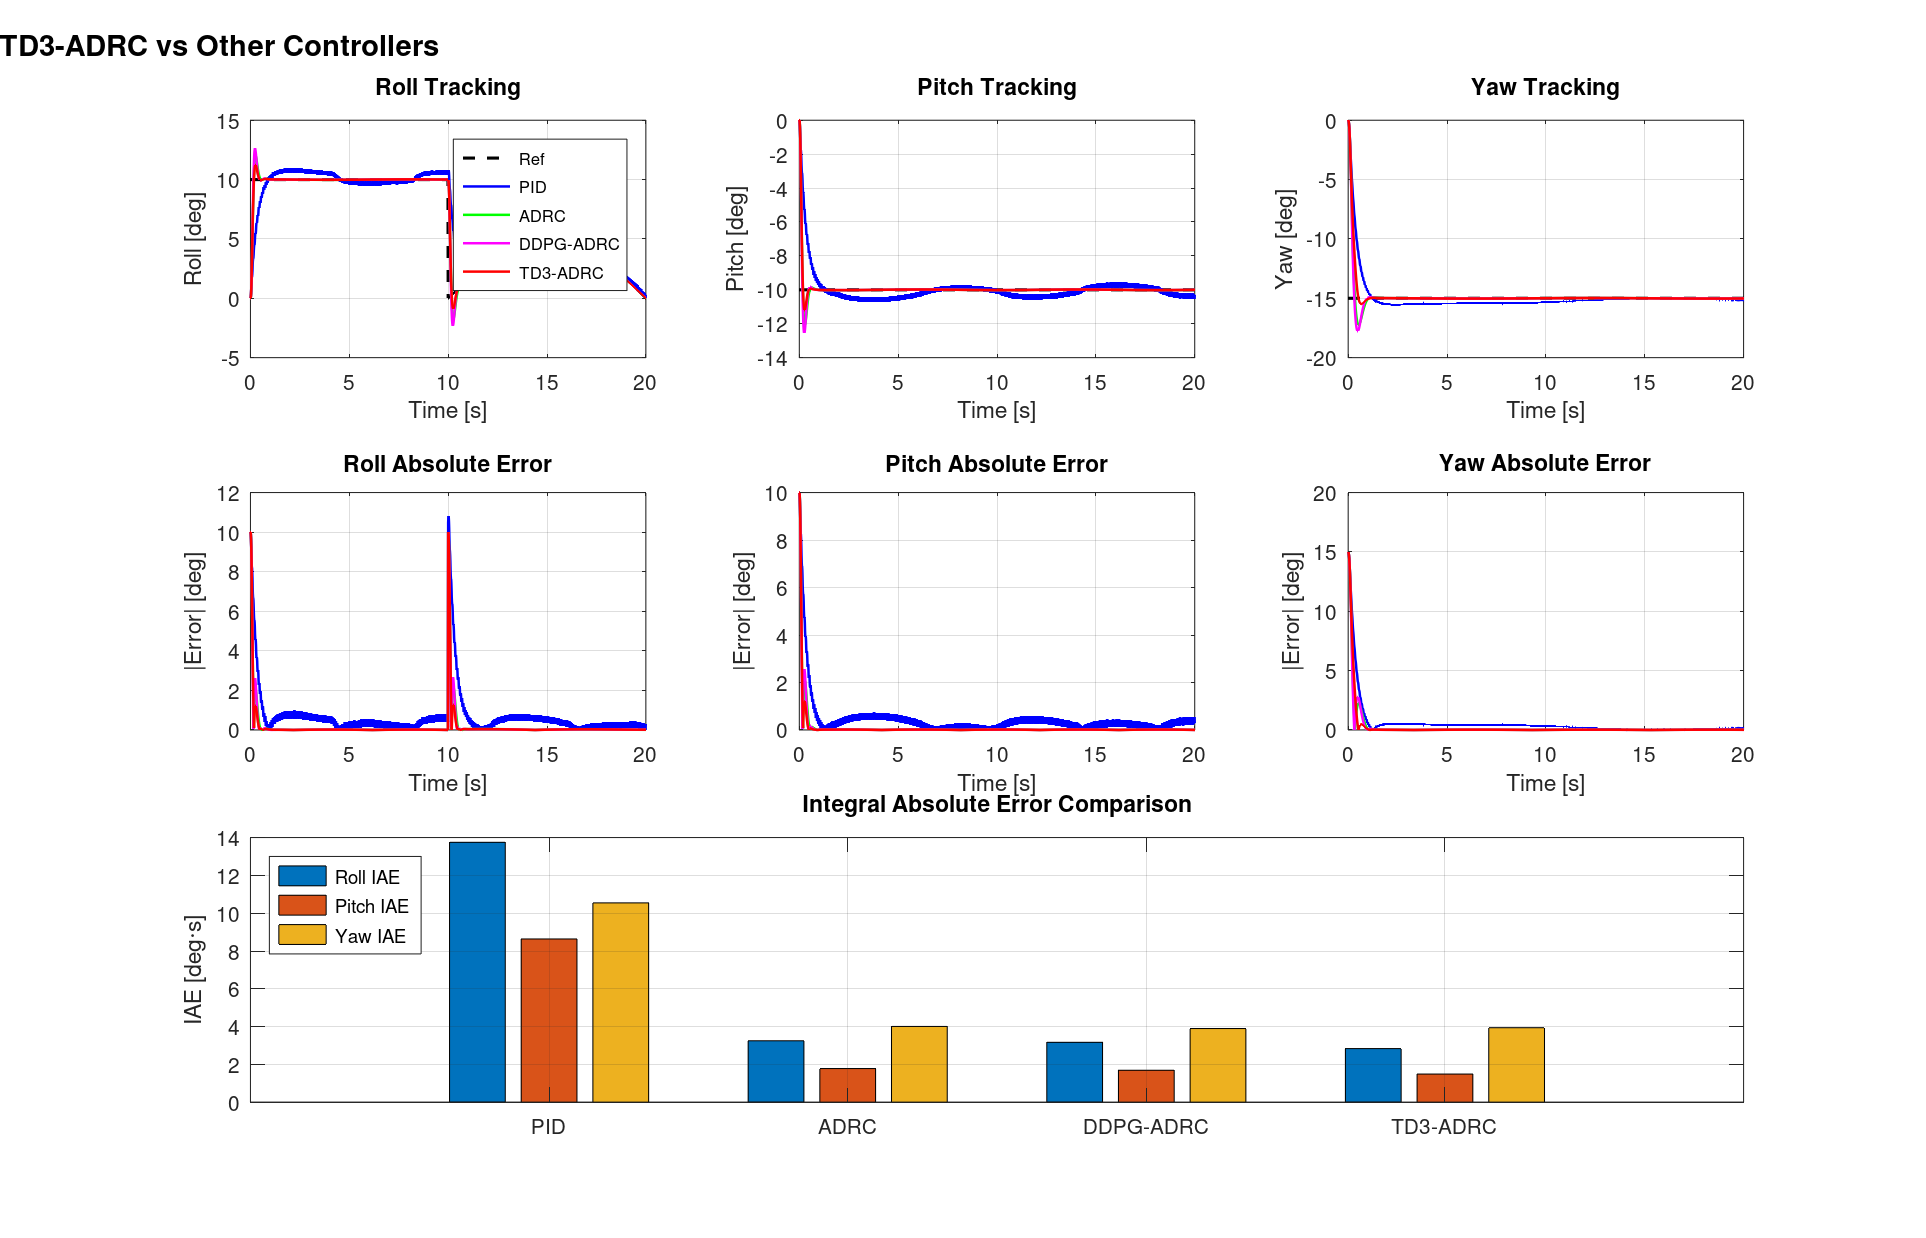 TD3-ADRC vs Other Controllers
Roll Tracking
Roll [deg]
15
10
5
0
-5
0 5 10 15 20
Time [s]
Ref
PID
ADRC
DDPG-ADRC
TD3-ADRC
Pitch Tracking
Pitch [deg]
0
-2
-4
-6
-8
-10
-12
-14
0 5 10 15 20
Time [s]
Yaw Tracking
Yaw [deg]
0
-5
-10
-15
-20
0 5 10 15 20
Time [s]
Roll Absolute Error
|Error| [deg]
12
10
8
6
4
2
0
0 5 10 15 20
Time [s]
Pitch Absolute Error
|Error| [deg]
10
8
6
4
2
0
0 5 10 15 20
Time [s]
Yaw Absolute Error
|Error| [deg]
20
15
10
5
0
0 5 10 15 20
Time [s]
Integral Absolute Error Comparison
IAE [deg·s]
14
12
10
8
6
4
2
0
Roll IAE
Pitch IAE
Yaw IAE
PID ADRC DDPG-ADRC TD3-ADRC